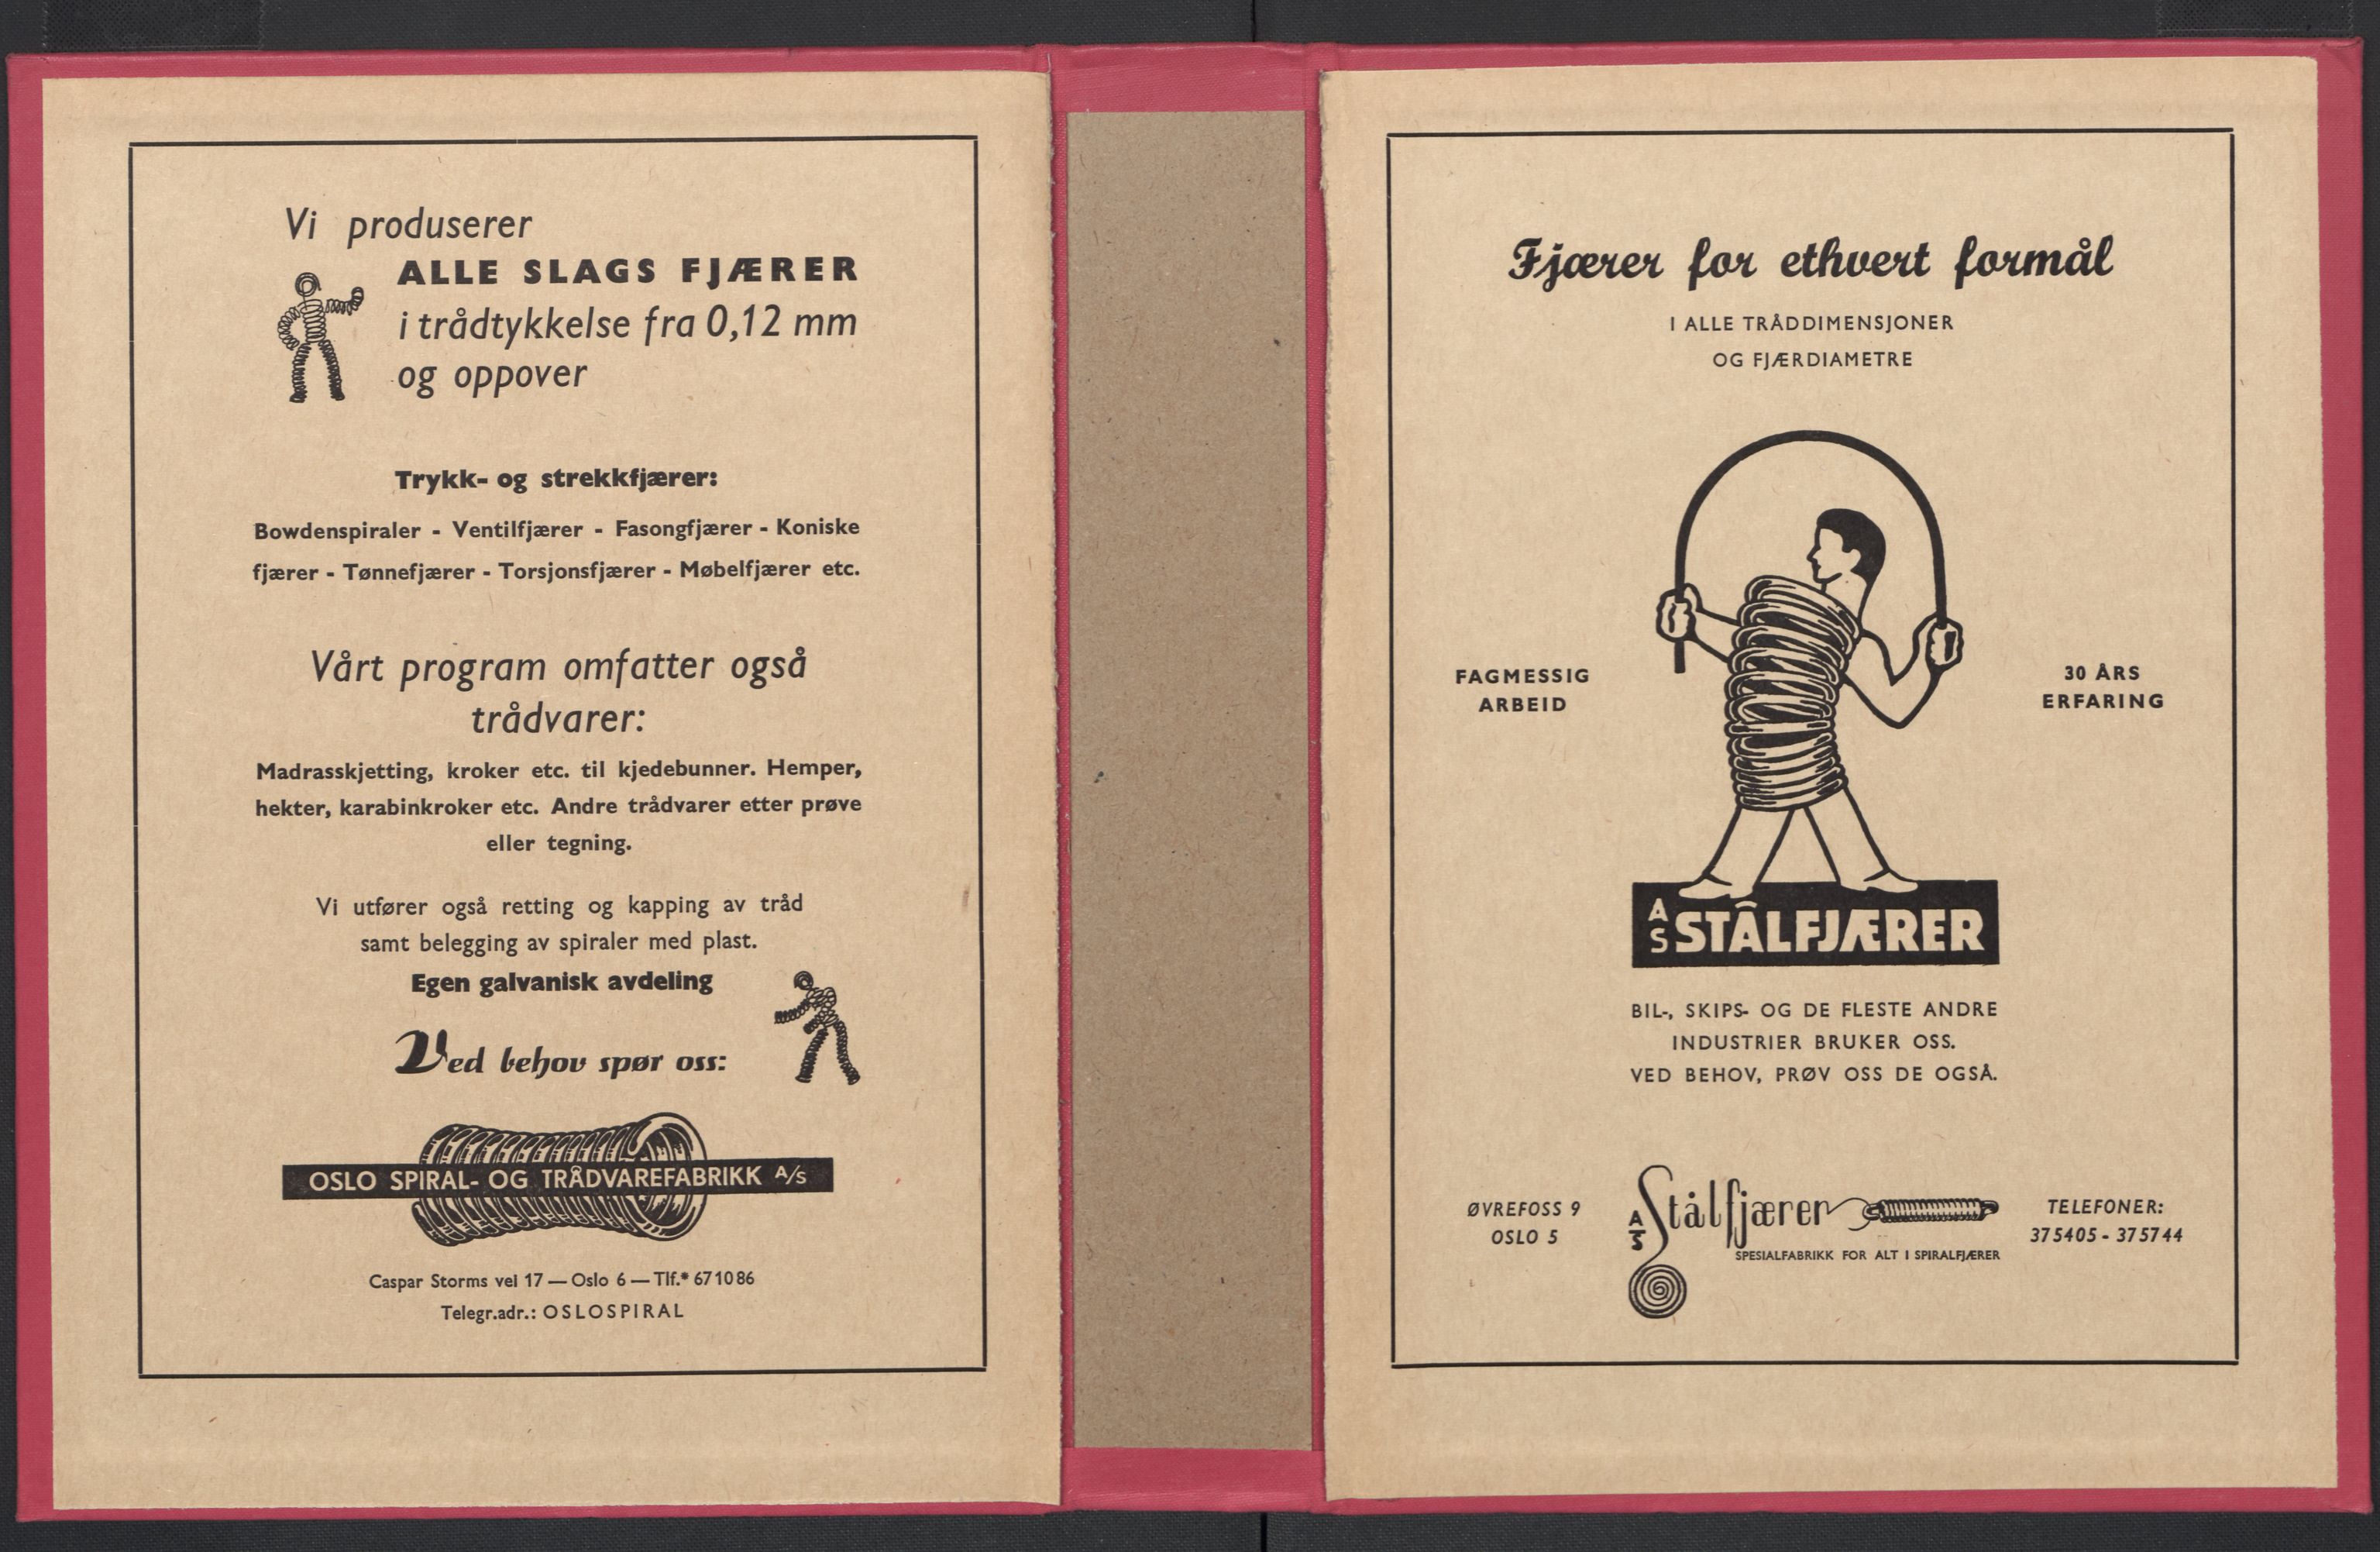 Vi produserer
ALLE SLAGS FJÆRER
i trådtykkelse fra 0,12 mm
og oppover
Trykk- og strekkfjærer:
Bowdenspiraler - Ventilfjærer - Fasongfjærer - Koniske
fjærer - Tønnefjærer - Torsjonsfjærer - Møbelfjærer etc.
Vårt program omfatter også
trådvarer:
Madrasskjetting, kroker etc. til kjedebunner. Hemper,
hekter, karabinkroker etc. Andre trådvarer etter prøve
eller tegning.
Vi utfører også retting og kapping av tråd
samt belegging av spiraler med plast.
Egen galvanisk avdeling
Ved behov spør oss:
OSLO SPIRAL- OG TRÅDVAREFABRIKK A/S
Caspar Storms vei 17 — Oslo 6 — Tlf.* 671086
Telegr.adr.: OSLOSPIRAL
Fjærer for ethvert formål
I ALLE TRÅDDIMENSJONER
OG FJÆRDIAMETRE
FAGMESSIG
ARBEID
30 ÅRS
ERFARING
A/S STÅLFJÆRER
BIL-, SKIPS- OG DE FLESTE ANDRE
INDUSTRIER BRUKER OSS.
VED BEHOV, PRØV OSS DE OGSÅ.
ØVREFOSS 9
OSLO 5
A/S Stålfjærer
SPESIALFABRIKK FOR ALT I SPIRALFJÆRER
TELEFONER:
375405 - 375744